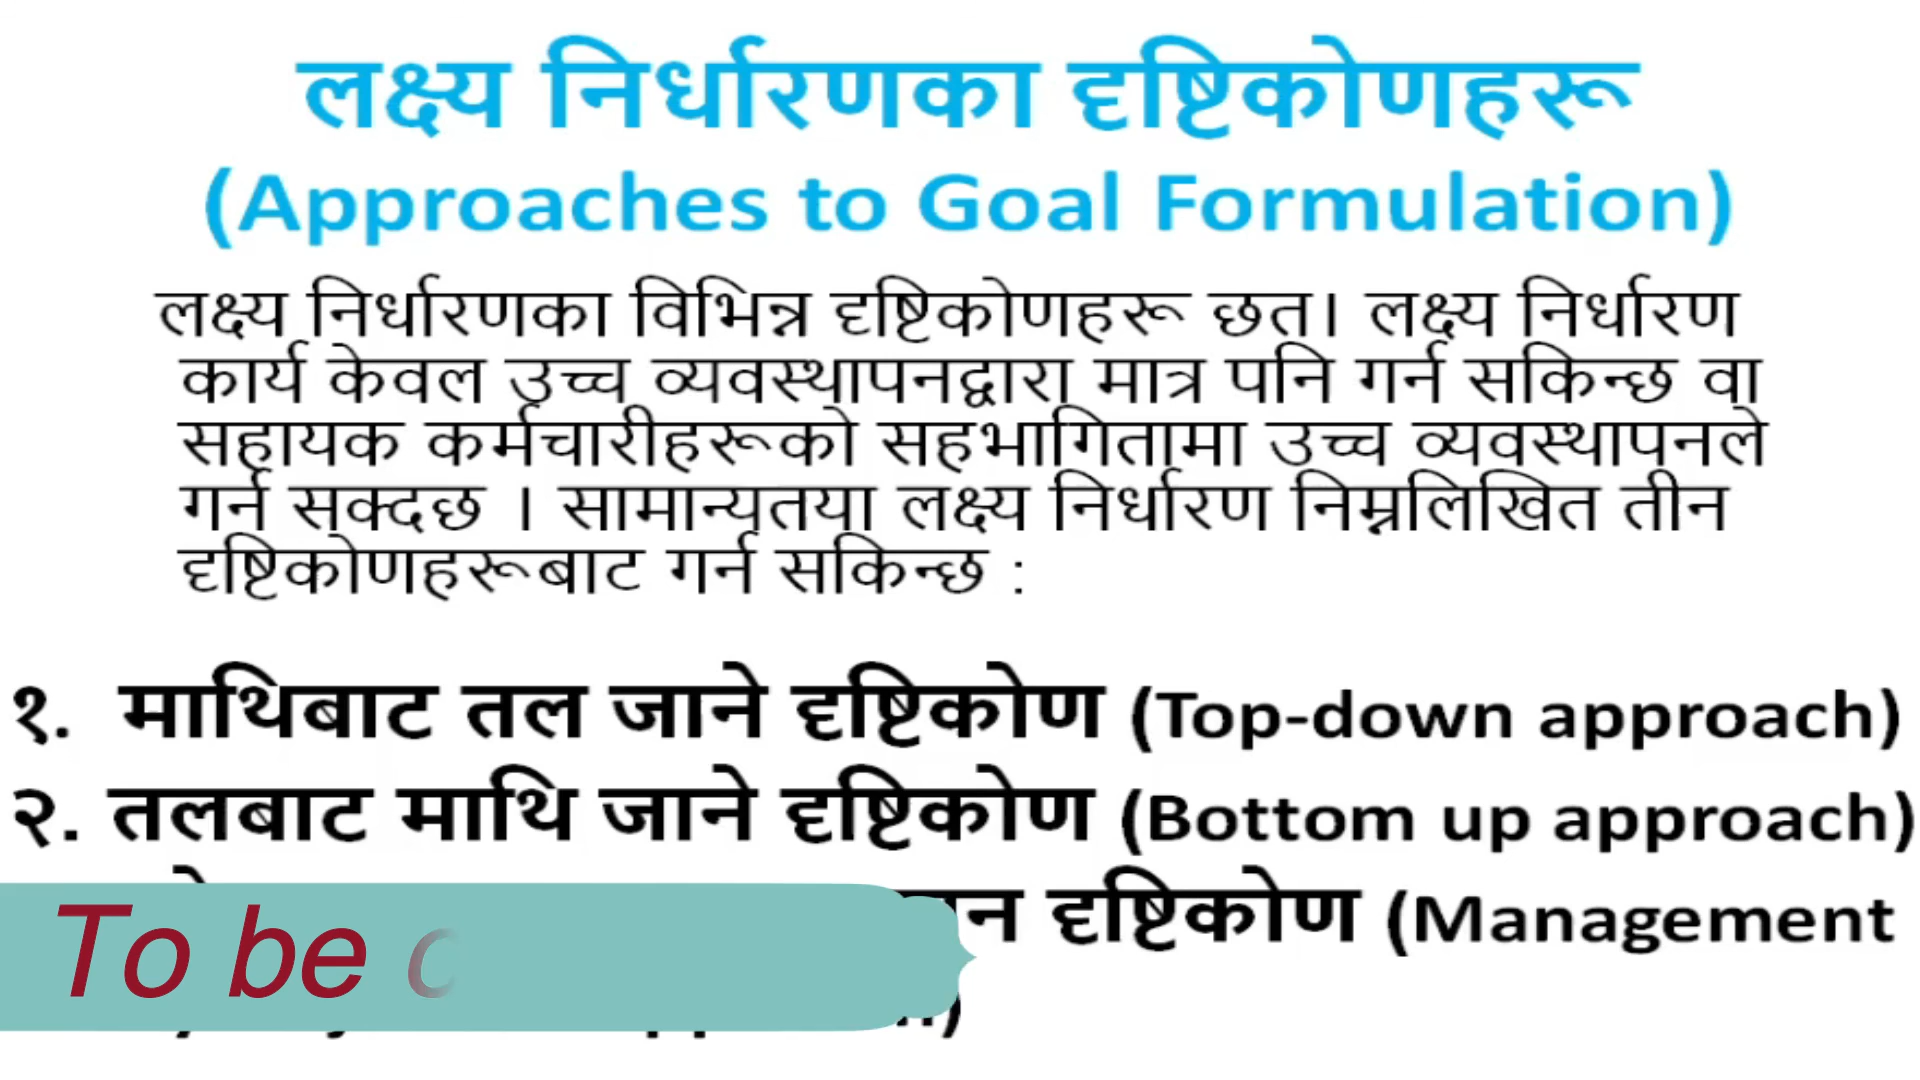 लक्ष्य निर्धारणका दृष्टिकोणहरू
(Approaches to Goal Formulation)
लक्ष्य निर्धारणका विभिन्न दृष्टिकोणहरू छत। लक्ष्य निर्धारण
कार्य केवल उच्च व्यवस्थापनद्वारा मात्र पनि गर्न सकिन्छ वा
सहायक कर्मचारीहरूको सहभागितामा उच्च व्यवस्थापनले
गर्न सक्दछ । सामान्यतया लक्ष्य निर्धारण निम्नलिखित तीन
दृष्टिकोणहरूबाट गर्न सकिन्छ :
१. माथिबाट तल जाने दृष्टिकोण (Top-down approach)
२. तलबाट माथि जाने दृष्टिकोण (Bottom up approach)
दृष्टिकोण (Management
To be